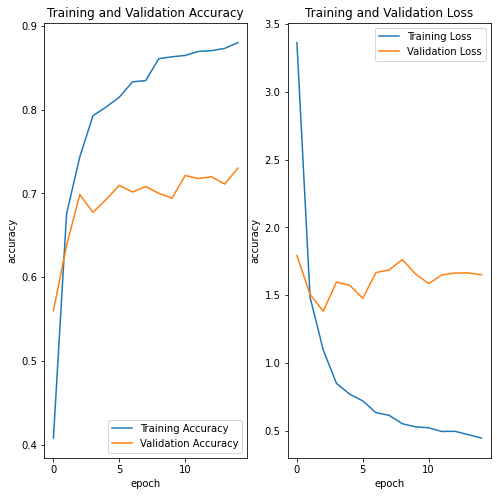 Training and Validation Accuracy
0.9
0.8
0.7
0.6
0.5
0.4
accuracy
0
5
10
epoch
Training Accuracy
Validation Accuracy
Training and Validation Loss
3.5
3.0
2.5
2.0
1.5
1.0
0.5
accuracy
0
5
10
epoch
Training Loss
Validation Loss